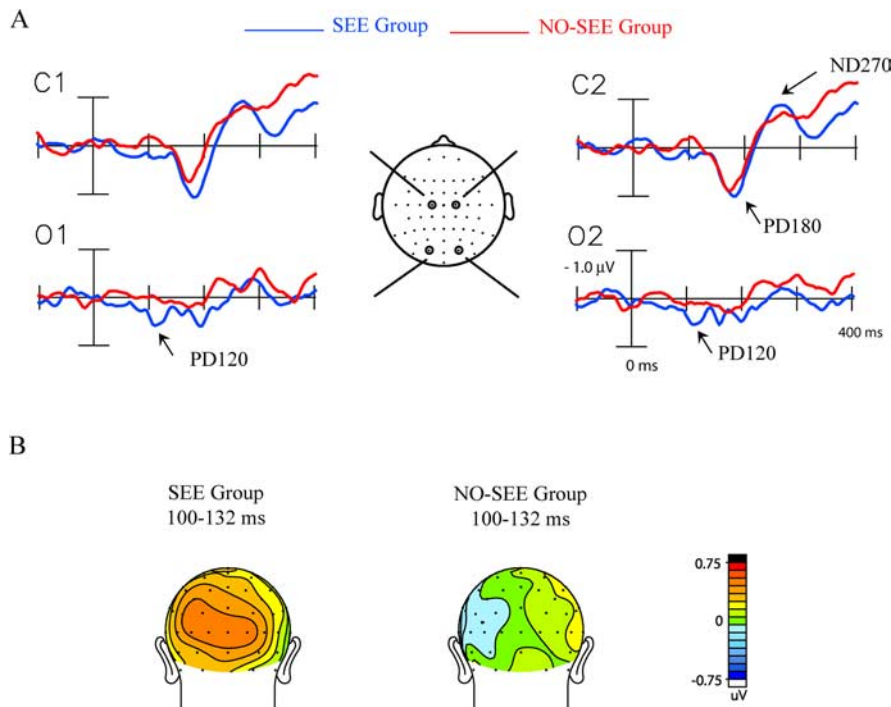 A
SEE Group
NO-SEE Group
C1
C2
ND270
PD180
O1
O2
- 1.0 µV
PD120
PD120
0 ms
400 ms
B
SEE Group
100-132 ms
NO-SEE Group
100-132 ms
0.75
0
-0.75
uV